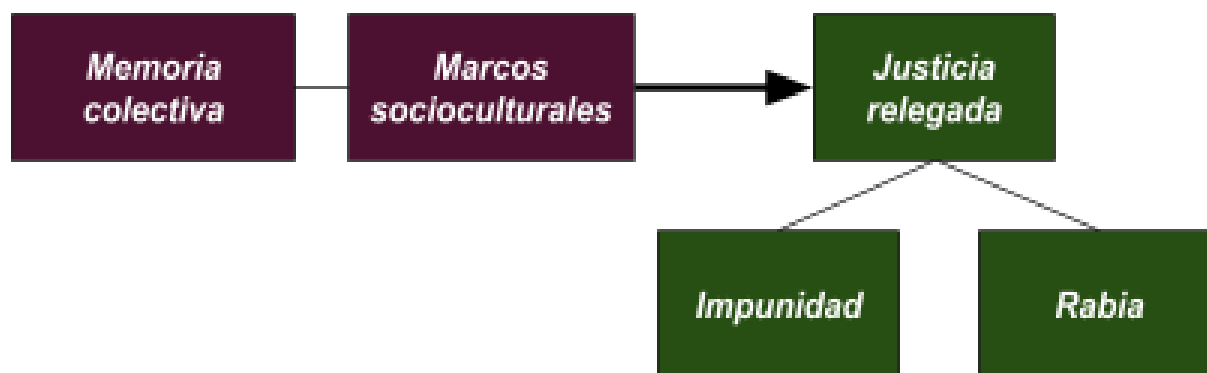 Memoria
colectiva
Marcos
socioculturales
Justicia
relegada
Impunidad
Rabia